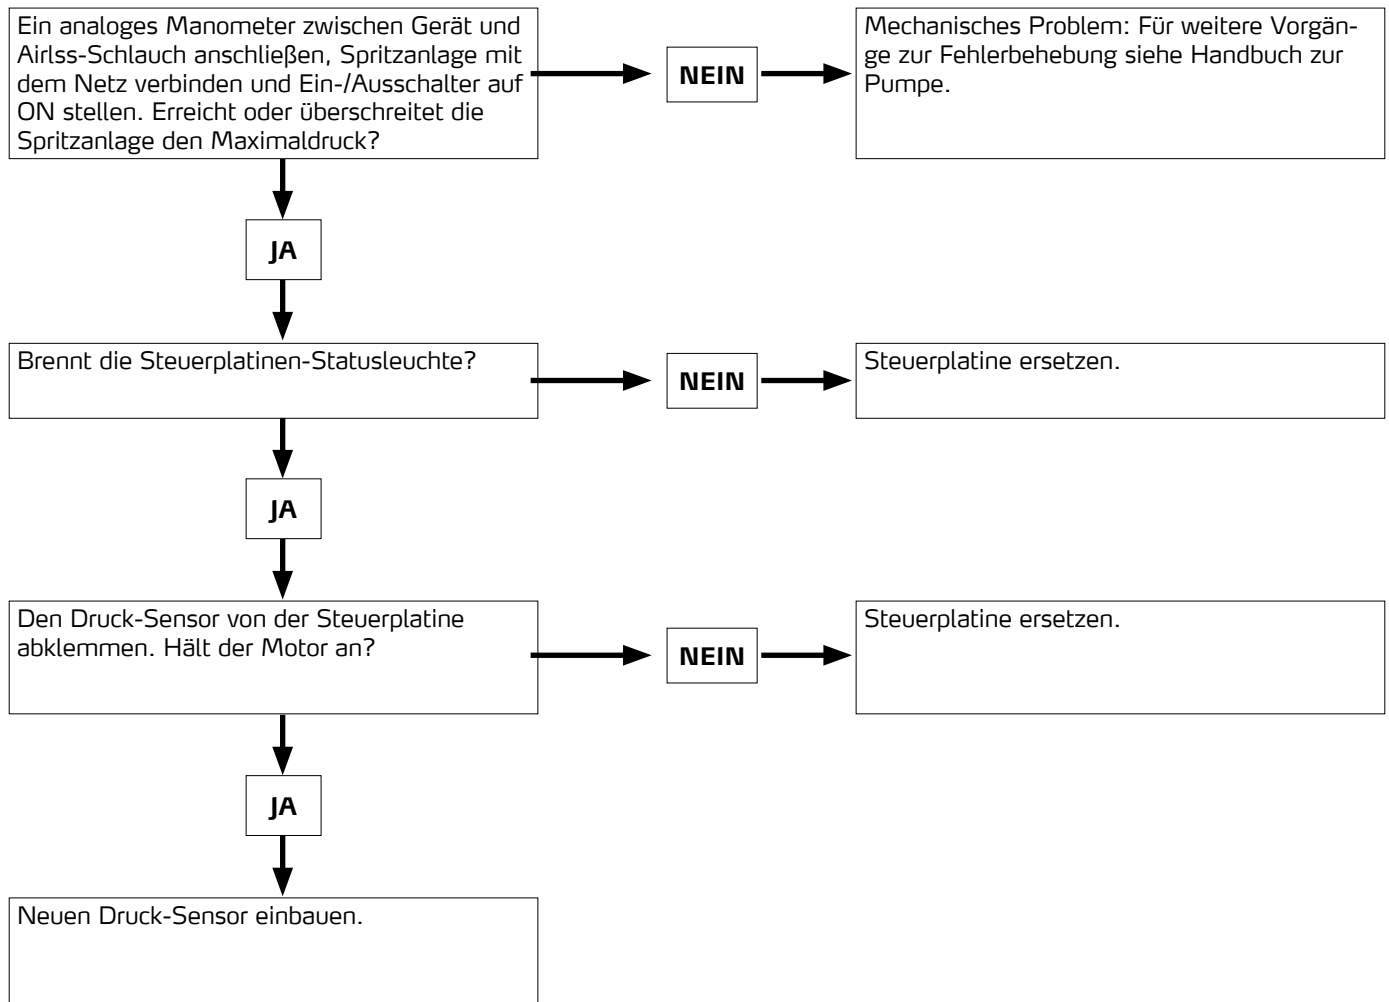 Ein analoges Manometer zwischen Gerät und
Airlss-Schlauch anschließen, Spritzanlage mit
dem Netz verbinden und Ein-/Ausschalter auf
ON stellen. Erreicht oder überschreitet die
Spritzanlage den Maximaldruck?
NEIN
Mechanisches Problem: Für weitere Vorgän-
ge zur Fehlerbehebung siehe Handbuch zur
Pumpe.
JA
Brennt die Steuerplatinen-Statusleuchte?
NEIN
Steuerplatine ersetzen.
JA
Den Druck-Sensor von der Steuerplatine
abklemmen. Hält der Motor an?
NEIN
Steuerplatine ersetzen.
JA
Neuen Druck-Sensor einbauen.